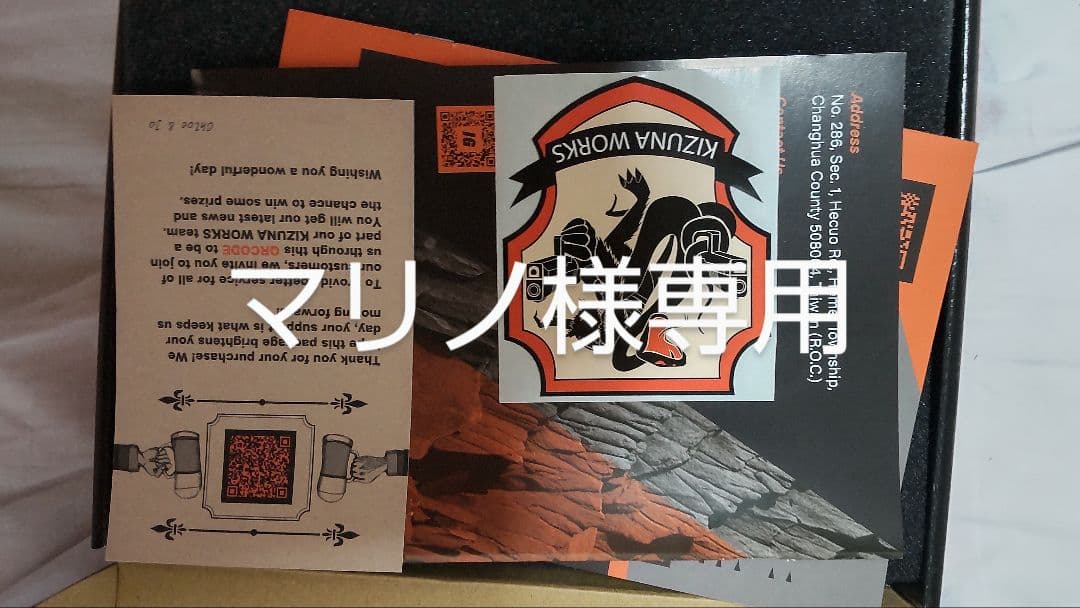 マリノ様専用
KIZUNA WORKS
Address
No. 286, Sec. 1, Hecuo
Changhua County 508004, Taiwan (R.O.C.)
IG
Thank you for your purchase! We
this package brightens your
day, your support is what keeps us
moving forward.
To provide better service for all of
our customers, we invite you to join
us through this QRCODE to be a
part of our KIZUNA WORKS team.
You will get our latest news and
the chance to win some prizes.
Wishing you a wonderful day!
Chloe & Jo